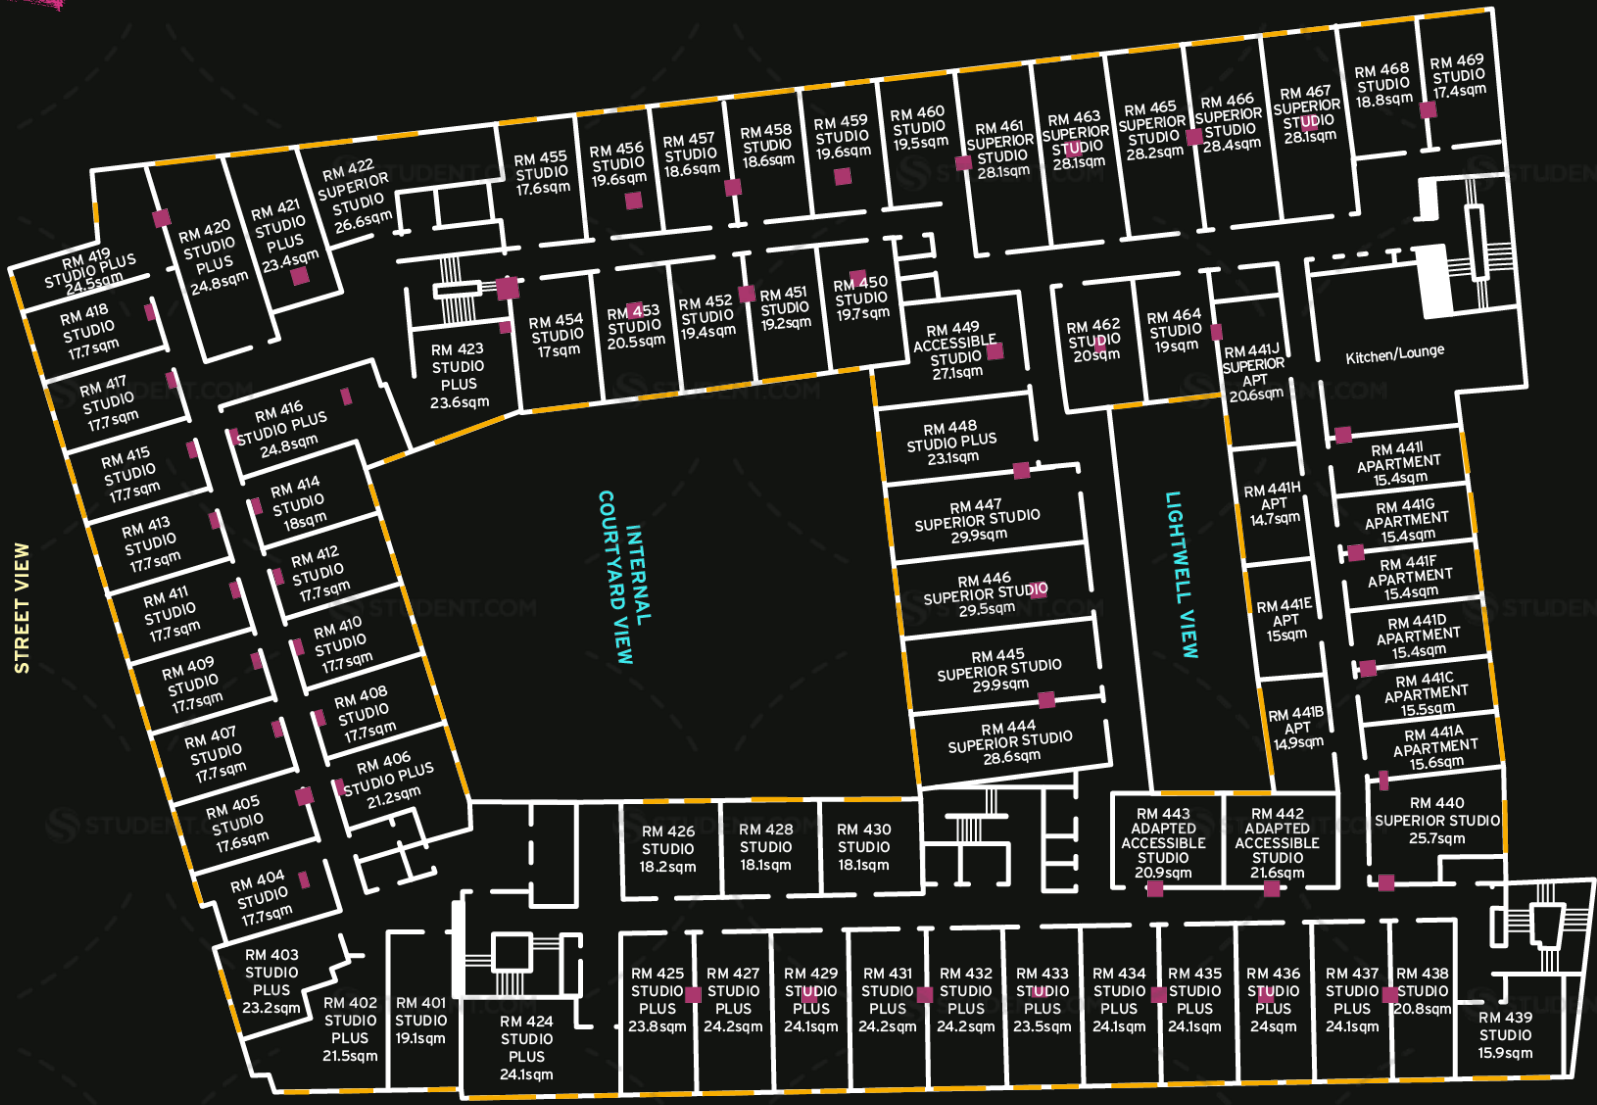 RM 469
STUDIO
17.4sqm
RM 468
STUDIO
18.8sqm
RM 467
SUPERIOR
STUDIO
28.1sqm
RM 466
SUPERIOR
STUDIO
28.4sqm
RM 465
SUPERIOR
STUDIO
28.2sqm
RM 463
SUPERIOR
STUDIO
28.1sqm
RM 461
SUPERIOR
STUDIO
28.1sqm
RM 460
STUDIO
19.5sqm
RM 459
STUDIO
19.6sqm
RM 458
STUDIO
18.6sqm
RM 457
STUDIO
18.6sqm
RM 456
STUDIO
19.6sqm
RM 455
STUDIO
17.6sqm
RM 422
SUPERIOR
STUDIO
26.6sqm
RM 421
STUDIO
PLUS
23.4sqm
RM 420
STUDIO
PLUS
24.8sqm
RM 419
STUDIO PLUS
24.5sqm
RM 418
STUDIO
17.7sqm
RM 417
STUDIO
17.7sqm
RM 415
STUDIO
17.7sqm
RM 413
STUDIO
17.7sqm
RM 411
STUDIO
17.7sqm
RM 409
STUDIO
17.7sqm
RM 407
STUDIO
17.7sqm
RM 405
STUDIO
17.6sqm
RM 404
STUDIO
17.7sqm
RM 403
STUDIO
PLUS
23.2sqm
RM 402
STUDIO
PLUS
21.5sqm
RM 401
STUDIO
19.1sqm
RM 416
STUDIO PLUS
24.8sqm
RM 414
STUDIO
18sqm
RM 412
STUDIO
17.7sqm
RM 410
STUDIO
17.7sqm
RM 408
STUDIO
17.7sqm
RM 406
STUDIO PLUS
21.2sqm
RM 423
STUDIO
PLUS
23.6sqm
RM 454
STUDIO
17sqm
RM 453
STUDIO
20.5sqm
RM 452
STUDIO
19.4sqm
RM 451
STUDIO
19.2sqm
RM 450
STUDIO
19.7sqm
RM 449
ACCESSIBLE
STUDIO
27.1sqm
RM 448
STUDIO PLUS
23.1sqm
RM 447
SUPERIOR STUDIO
29.9sqm
RM 446
SUPERIOR STUDIO
29.5sqm
RM 445
SUPERIOR STUDIO
29.9sqm
RM 444
SUPERIOR STUDIO
28.6sqm
RM 462
STUDIO
20sqm
RM 464
STUDIO
19sqm
RM 441J
SUPERIOR
APT
20.6sqm
RM 441H
APT
14.7sqm
RM 441E
APT
15sqm
RM 441B
APT
14.9sqm
Kitchen/Lounge
RM 441I
APARTMENT
15.4sqm
RM 441G
APARTMENT
15.4sqm
RM 441F
APARTMENT
15.4sqm
RM 441D
APARTMENT
15.4sqm
RM 441C
APARTMENT
15.5sqm
RM 441A
APARTMENT
15.6sqm
RM 440
SUPERIOR STUDIO
25.7sqm
RM 443
ADAPTED
ACCESSIBLE
STUDIO
20.9sqm
RM 442
ADAPTED
ACCESSIBLE
STUDIO
21.6sqm
RM 426
STUDIO
18.2sqm
RM 428
STUDIO
18.1sqm
RM 430
STUDIO
18.1sqm
RM 424
STUDIO
PLUS
24.1sqm
RM 425
STUDIO
PLUS
23.8sqm
RM 427
STUDIO
PLUS
24.2sqm
RM 429
STUDIO
PLUS
24.1sqm
RM 431
STUDIO
PLUS
24.2sqm
RM 432
STUDIO
PLUS
24.2sqm
RM 433
STUDIO
PLUS
23.5sqm
RM 434
STUDIO
PLUS
24.1sqm
RM 435
STUDIO
PLUS
24.1sqm
RM 436
STUDIO
PLUS
24sqm
RM 437
STUDIO
PLUS
24.1sqm
RM 438
STUDIO
20.8sqm
RM 439
STUDIO
15.9sqm
STREET VIEW
INTERNAL
COURTYARD VIEW
LIGHTWELL VIEW
STUDENT.COM